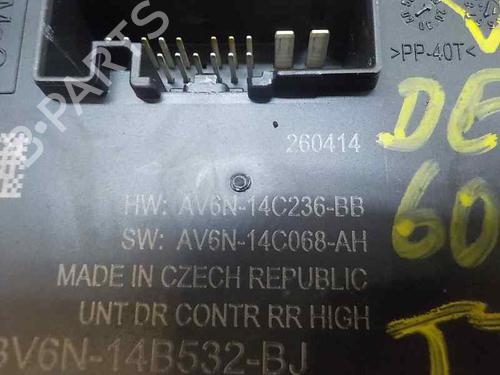 >PP-40T<
260414
HW: AV6N-14C236-BB
SW: AV6N-14C068-AH
MADE IN CZECH REPUBLIC
UNT DR CONTR RR HIGH
BV6N-14B532-BJ
DE
60